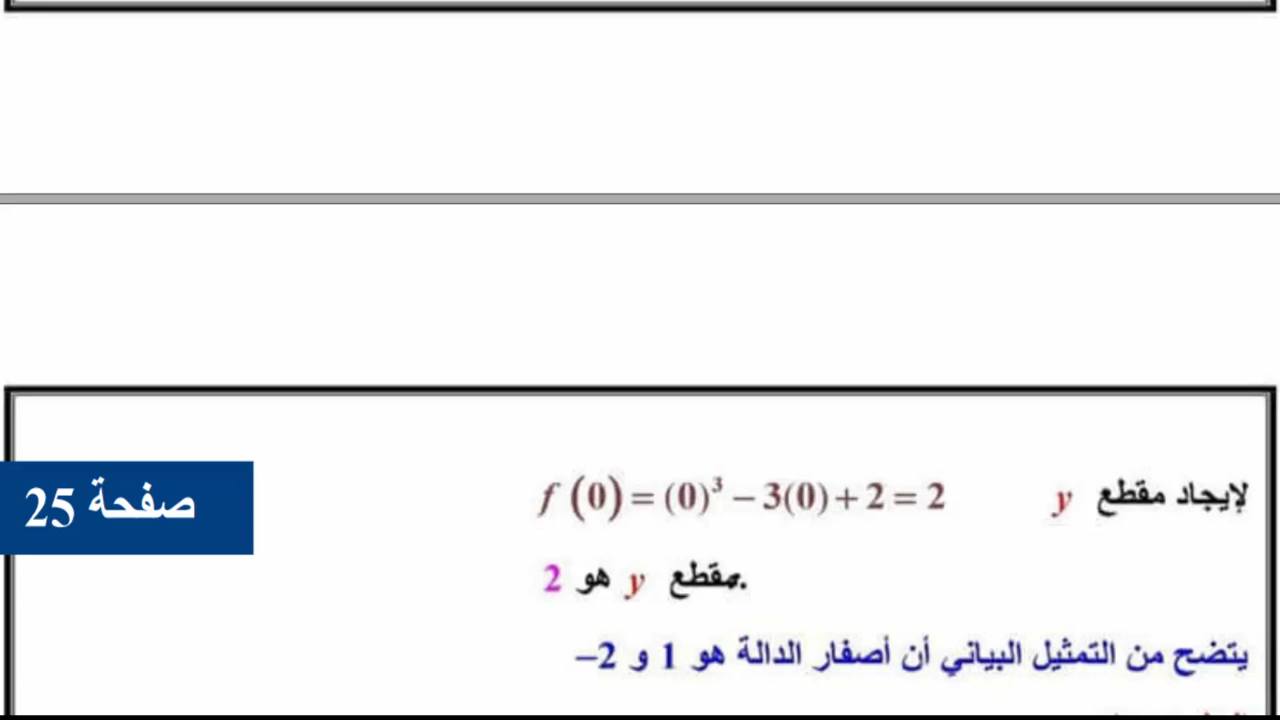 لإيجاد مقطع y f (0) = (0)³ − 3(0) + 2 = 2
صفحة 25
مقطع y هو 2
يتضح من التمثيل البياني أن أصفار الدالة هو 1 و 2−